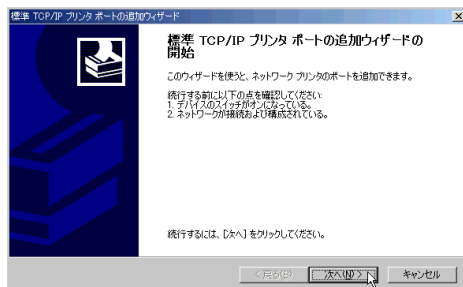 標準 TCP/IP プリンタ ポートの追加ウィザード
標準 TCP/IP プリンタ ポートの追加ウィザードの
開始
このウィザードを使うと、ネットワーク プリンタのポートを追加できます。
続行する前に以下の点を確認してください:
1. デバイスのスイッチがオンになっている。
2. ネットワークが接続および構成されている。
続行するには、[次へ] をクリックしてください。
< 戻る(B)
次へ(N) >
キャンセル